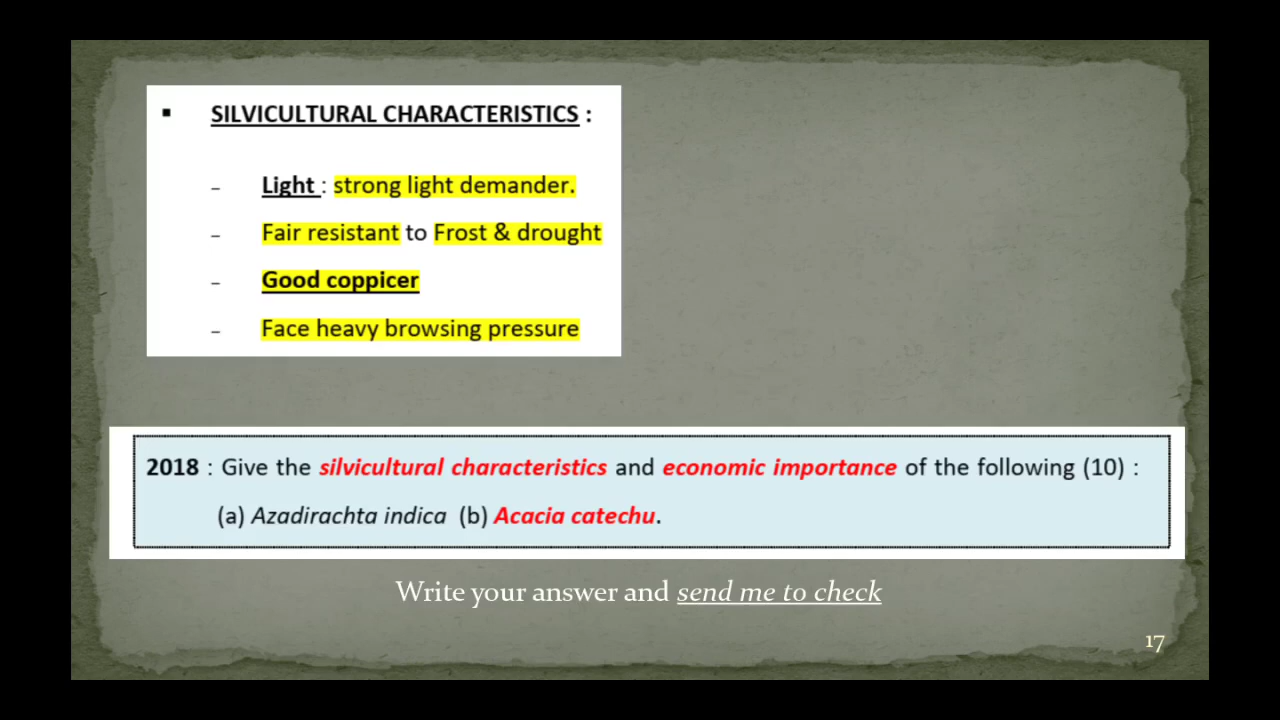 ▪ SILVICULTURAL CHARACTERISTICS :
– Light : strong light demander.
– Fair resistant to Frost & drought
– Good coppicer
– Face heavy browsing pressure
2018 : Give the silvicultural characteristics and economic importance of the following (10) :
(a) Azadirachta indica (b) Acacia catechu.
Write your answer and send me to check
17